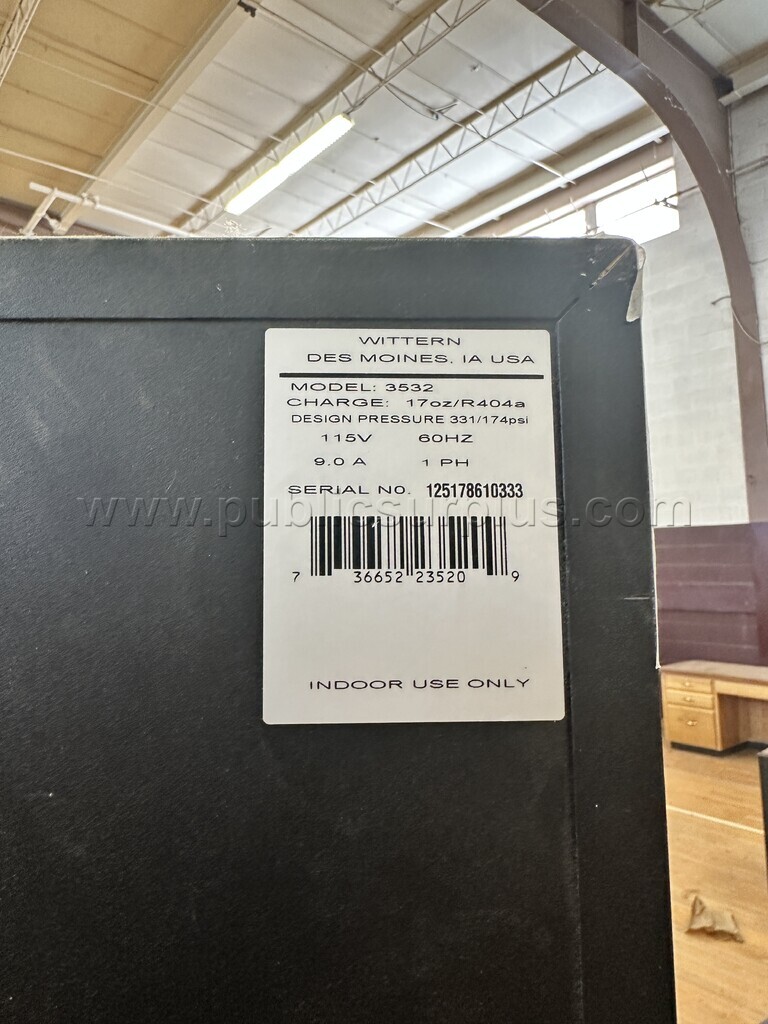 WITTERN
DES MOINES, IA USA
MODEL: 3532
CHARGE: 17oz/R404a
DESIGN PRESSURE 331/174psi
115V 60HZ
9.0 A 1 PH
SERIAL NO. 125178610333
www.publicsurplus.com
7 36652 23520 9
INDOOR USE ONLY